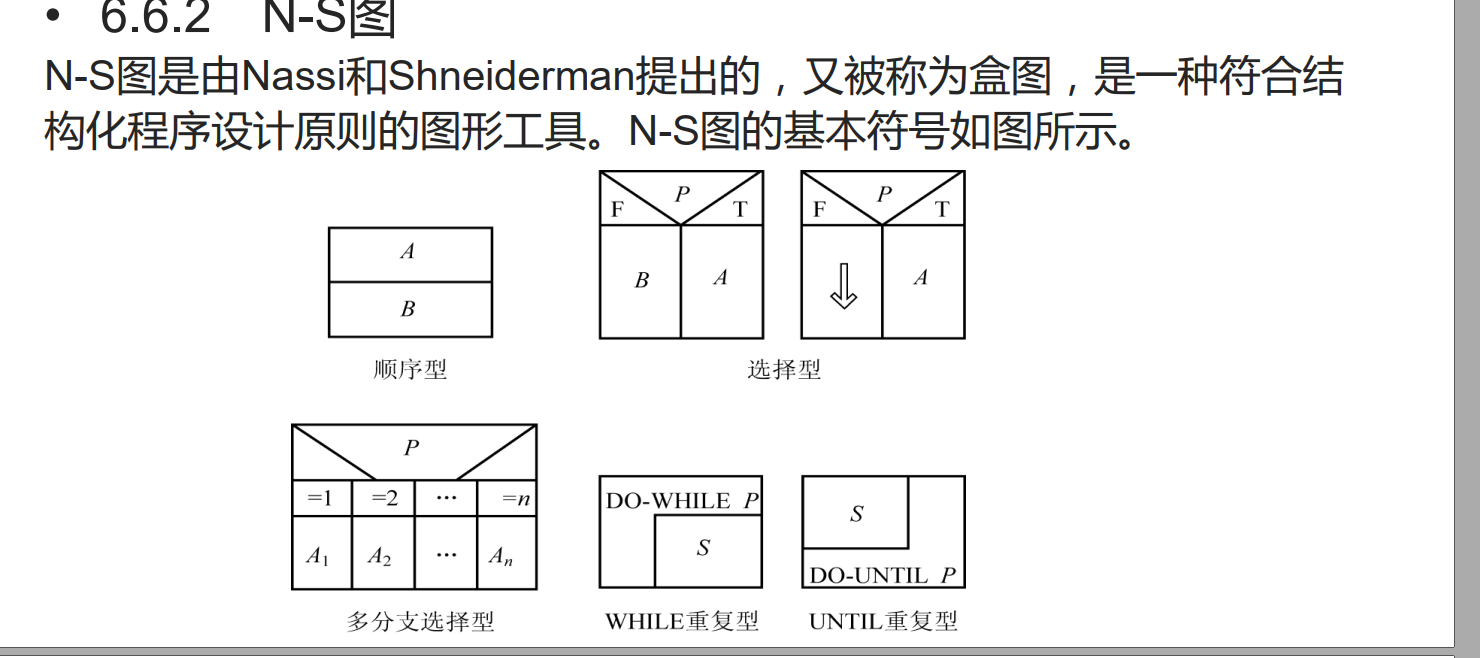 • 6.6.2 N-S图
N-S图是由Nassi和Shneiderman提出的，又被称为盒图，是一种符合结
构化程序设计原则的图形工具。N-S图的基本符号如图所示。
A
B
顺序型
F P T
B A
F P T
A
选择型
P
=1 =2 … =n
A₁ A₂ … Aₙ
多分支选择型
DO-WHILE P
S
WHILE重复型
S
DO-UNTIL P
UNTIL重复型